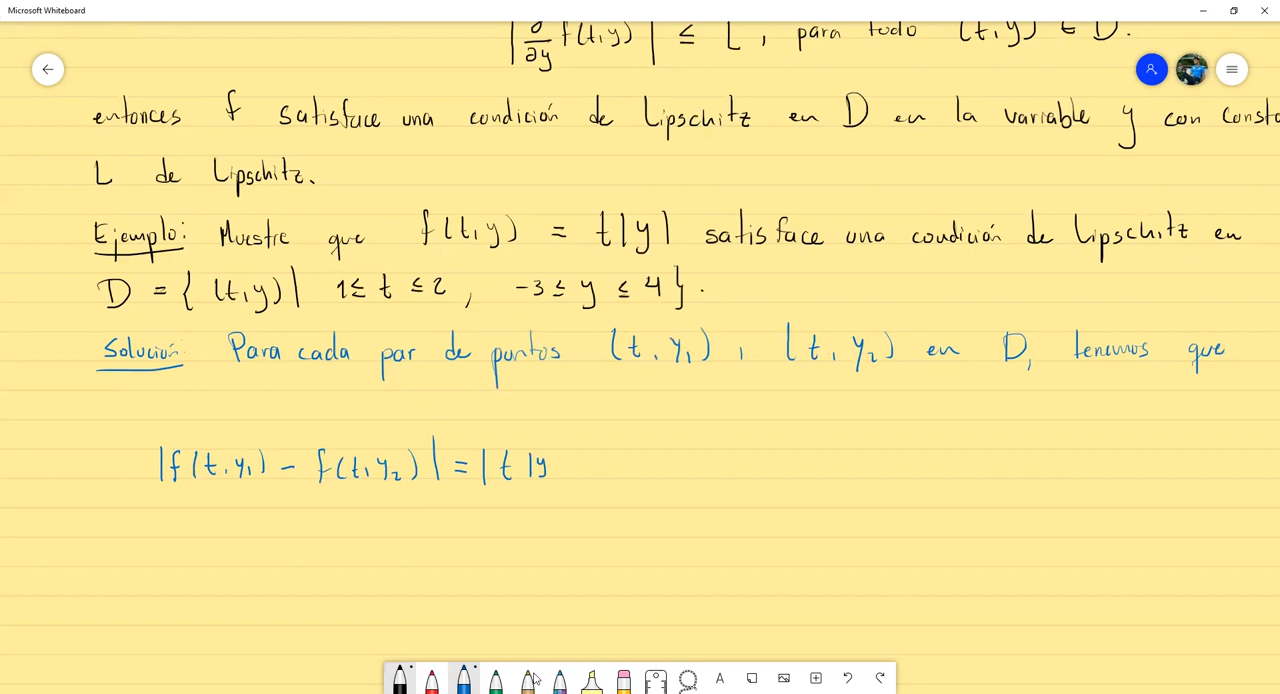 Microsoft Whiteboard
|∂/∂y f(t,y)| ≤ L, para todo (t,y) ∈ D.
entonces f satisface una condición de Lipschitz en D en la variable y con consta
L de Lipschitz.
Ejemplo: Muestre que f(t,y) = t|y| satisface una condición de Lipschitz en
D = { (t,y) | 1 ≤ t ≤ 2, -3 ≤ y ≤ 4 }.
Solución: Para cada par de puntos (t, y₁), (t, y₂) en D, tenemos que
|f(t,y₁) - f(t,y₂)| = | t |y
A